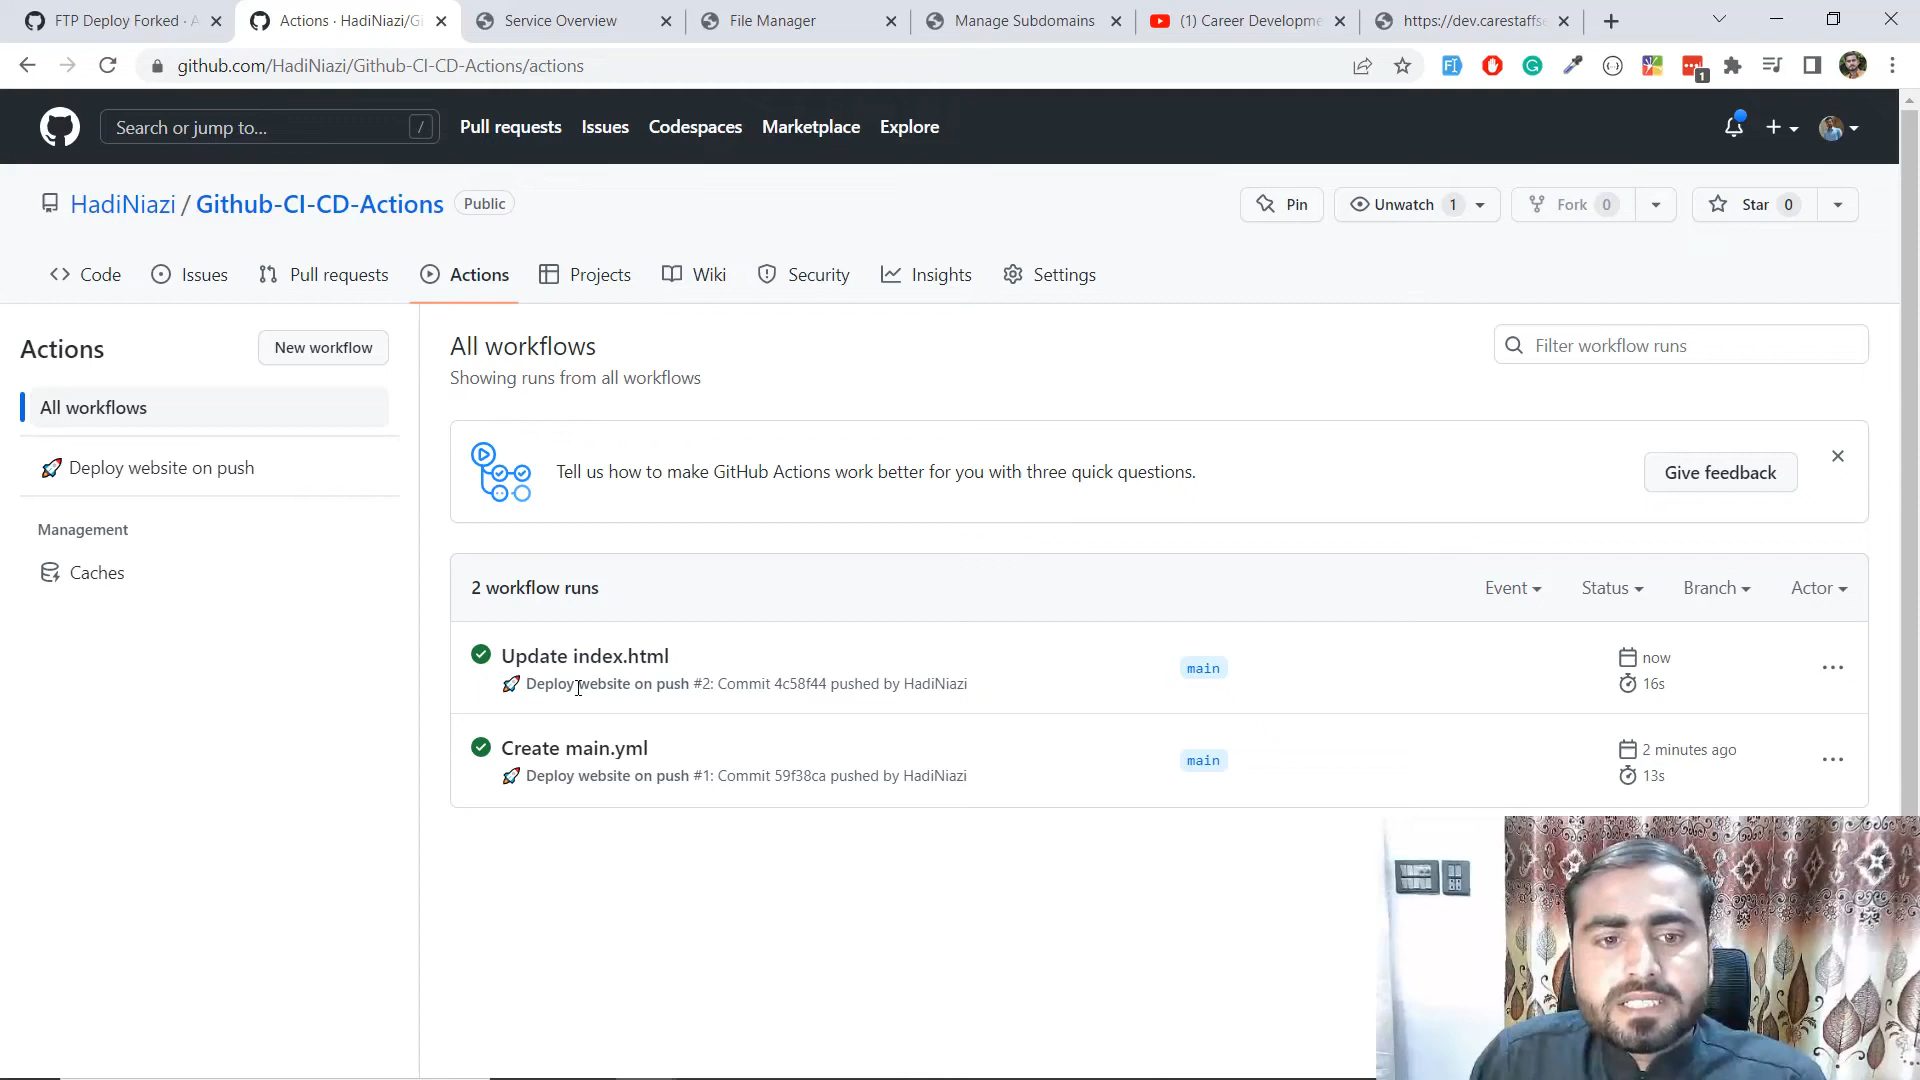 FTP Deploy Forked · A
Actions · HadiNiazi/Gi
Service Overview
File Manager
Manage Subdomains
(1) Career Developme
https://dev.carestaffse
github.com/HadiNiazi/Github-CI-CD-Actions/actions
1
Search or jump to...
/
Pull requests
Issues
Codespaces
Marketplace
Explore
HadiNiazi / Github-CI-CD-Actions
Public
Pin
Unwatch 1
Fork 0
Star 0
Code
Issues
Pull requests
Actions
Projects
Wiki
Security
Insights
Settings
Actions
New workflow
All workflows
🚀 Deploy website on push
Management
Caches
All workflows
Showing runs from all workflows
Filter workflow runs
Tell us how to make GitHub Actions work better for you with three quick questions.
Give feedback
2 workflow runs
Event
Status
Branch
Actor
Update index.html
🚀 Deploy website on push #2: Commit 4c58f44 pushed by HadiNiazi
main
now
16s
Create main.yml
🚀 Deploy website on push #1: Commit 59f38ca pushed by HadiNiazi
main
2 minutes ago
13s